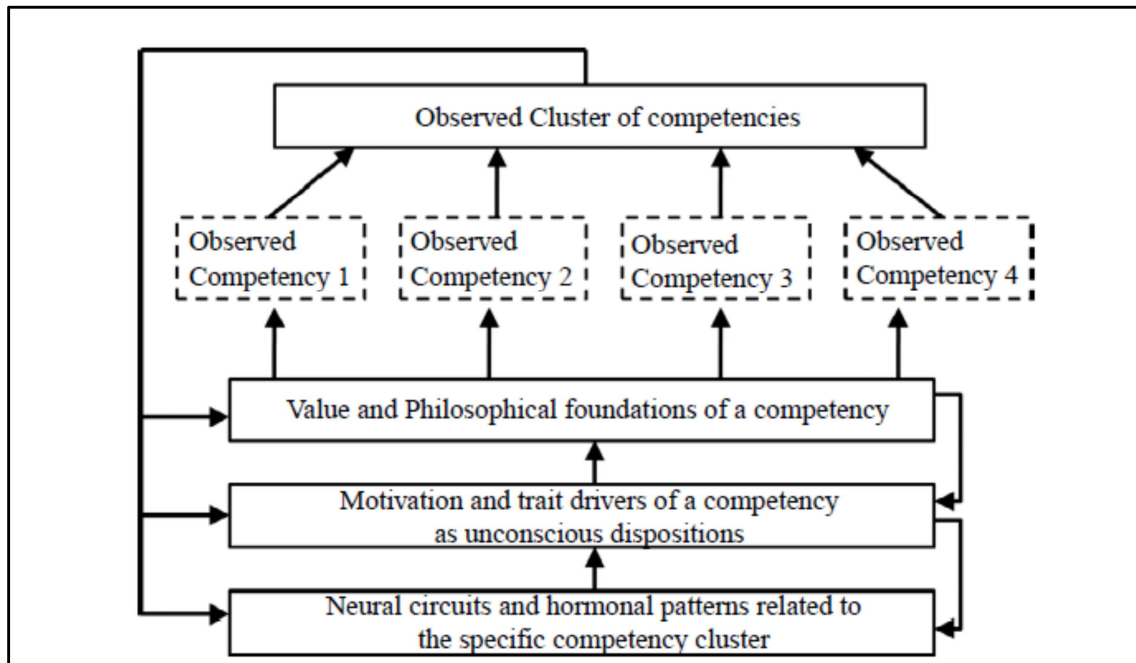 Observed Cluster of competencies
Observed
Competency 1
Observed
Competency 2
Observed
Competency 3
Observed
Competency 4
Value and Philosophical foundations of a competency
Motivation and trait drivers of a competency
as unconscious dispositions
Neural circuits and hormonal patterns related to
the specific competency cluster